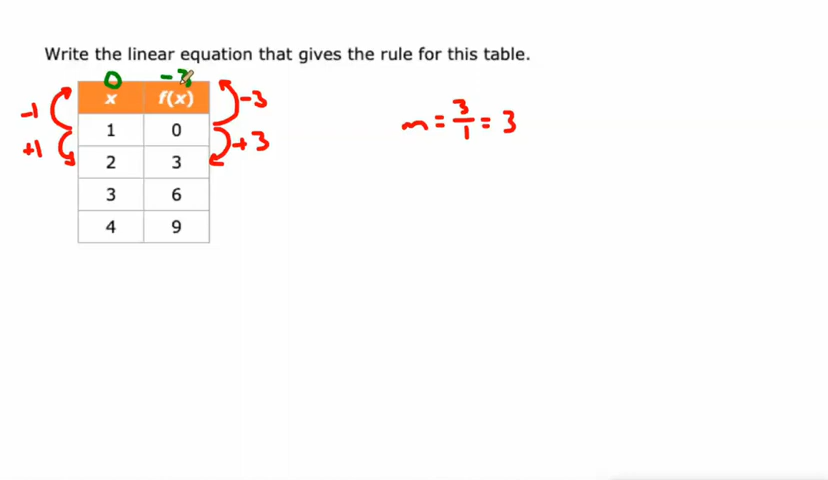 Write the linear equation that gives the rule for this table.
0 -3
x f(x)
-1 -3
1 0
+1 +3
2 3
3 6
4 9
m = 3/1 = 3